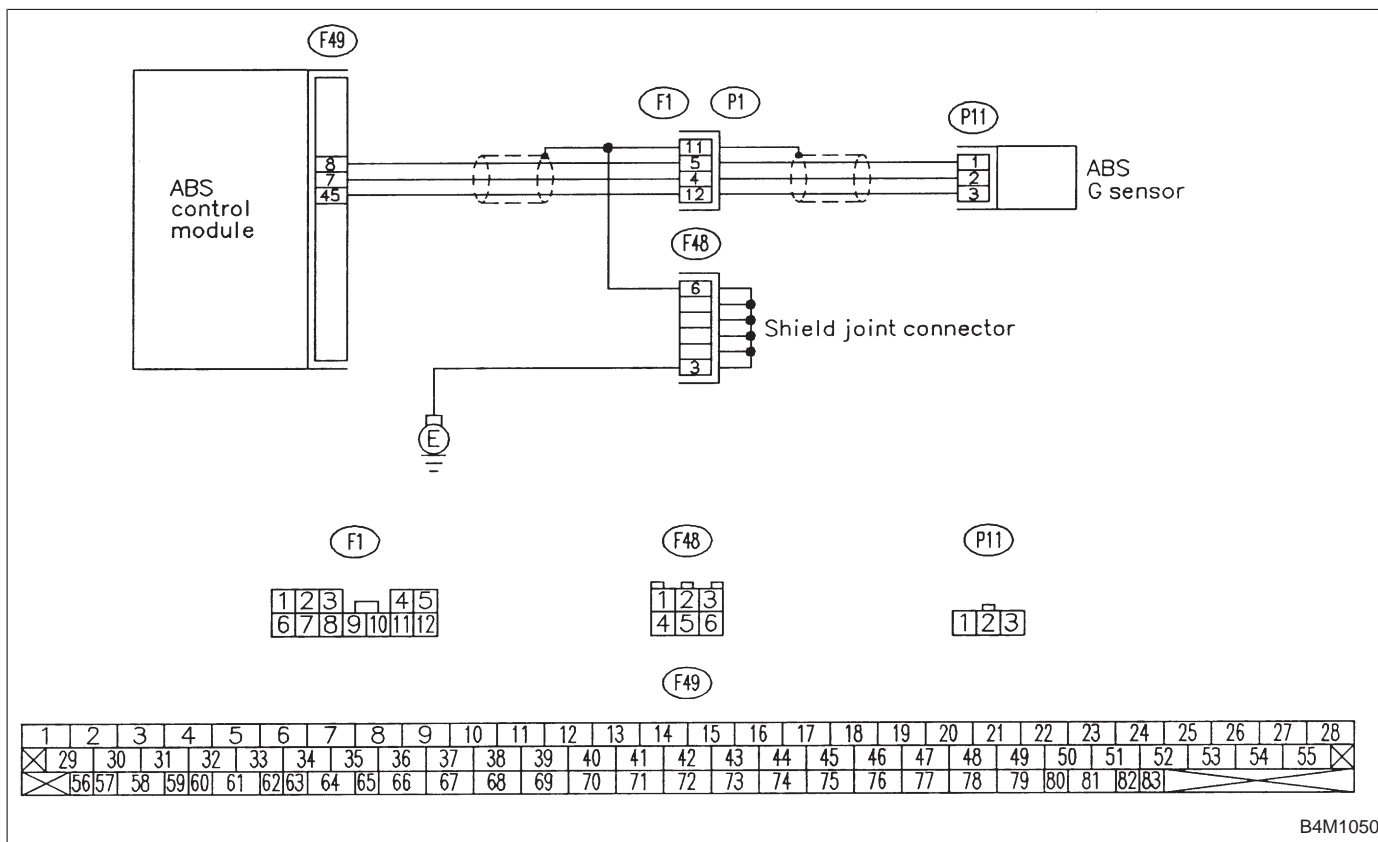 F49
F1 P1
P11
8
7
45
ABS
control
module
11
5
4
12
1
2
3
ABS
G sensor
F48
6
3
Shield joint connector
E
F1
F48
P11
1 2 3 4 5
6 7 8 9 10 11 12
1 2 3
4 5 6
1 2 3
F49
1 2 3 4 5 6 7 8 9 10 11 12 13 14 15 16 17 18 19 20 21 22 23 24 25 26 27 28
29 30 31 32 33 34 35 36 37 38 39 40 41 42 43 44 45 46 47 48 49 50 51 52 53 54 55
56 57 58 59 60 61 62 63 64 65 66 67 68 69 70 71 72 73 74 75 76 77 78 79 80 81 82 83
B4M1050